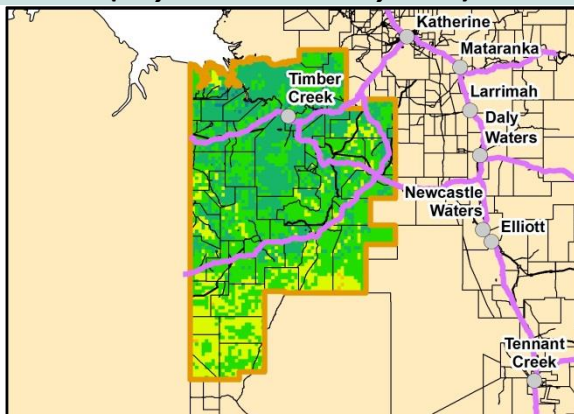 Katherine
Mataranka
Timber
Creek
Larrimah
Daly
Waters
Newcastle
Waters
Elliott
Tennant
Creek